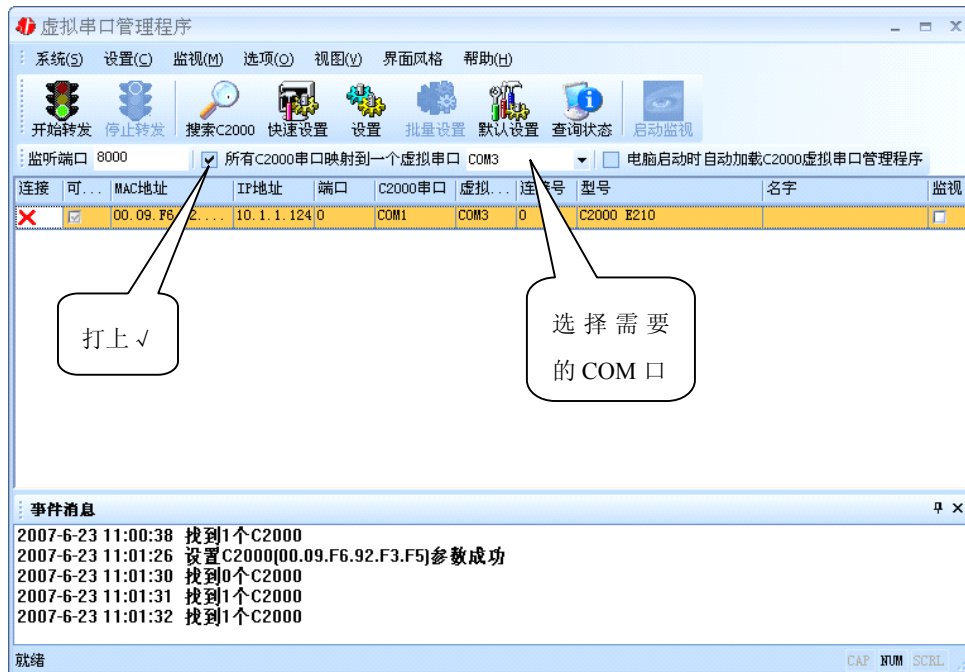 虚拟串口管理程序
系统(S) 设置(C) 监视(M) 选项(O) 视图(V) 界面风格 帮助(H)
开始转发 停止转发 搜索C2000 快速设置 设置 批量设置 默认设置 查询状态 启动监视
监听端口 8000 所有C2000串口映射到一个虚拟串口 COM3 电脑启动时自动加载C2000虚拟串口管理程序
连接 可... MAC地址 IP地址 端口 C2000串口 虚拟... 连接号 型号 名字 监视
00.09.F6.92.... 10.1.1.124 0 COM1 COM3 0 C2000 E210
打上√
选择需要
的COM口
事件消息
2007-6-23 11:00:38 找到1个C2000
2007-6-23 11:01:26 设置C2000(00.09.F6.92.F3.F5)参数成功
2007-6-23 11:01:30 找到0个C2000
2007-6-23 11:01:31 找到1个C2000
2007-6-23 11:01:32 找到1个C2000
就绪 CAP NUM SCRL